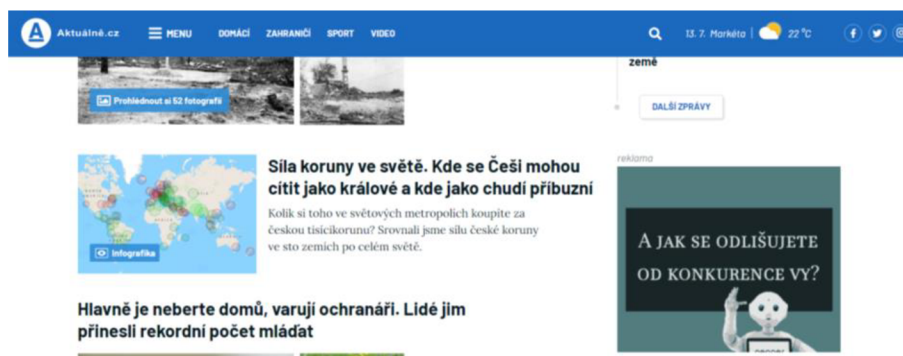 Aktuálně.cz MENU DOMÁCÍ ZAHRANIČÍ SPORT VIDEO 13. 7. Markéta | 22 °C
země
Prohlédnout si 52 fotografií
DALŠÍ ZPRÁVY
Síla koruny ve světě. Kde se Češi mohou
cítit jako králové a kde jako chudí příbuzní
Kolik si toho ve světových metropolích koupíte za
českou tisícikorunu? Srovnali jsme sílu české koruny
ve sto zemích po celém světě.
Infografika
reklama
A JAK SE ODLIŠUJETE
OD KONKURENCE VY?
Hlavně je neberte domů, varují ochranáři. Lidé jim
přinesli rekordní počet mláďat